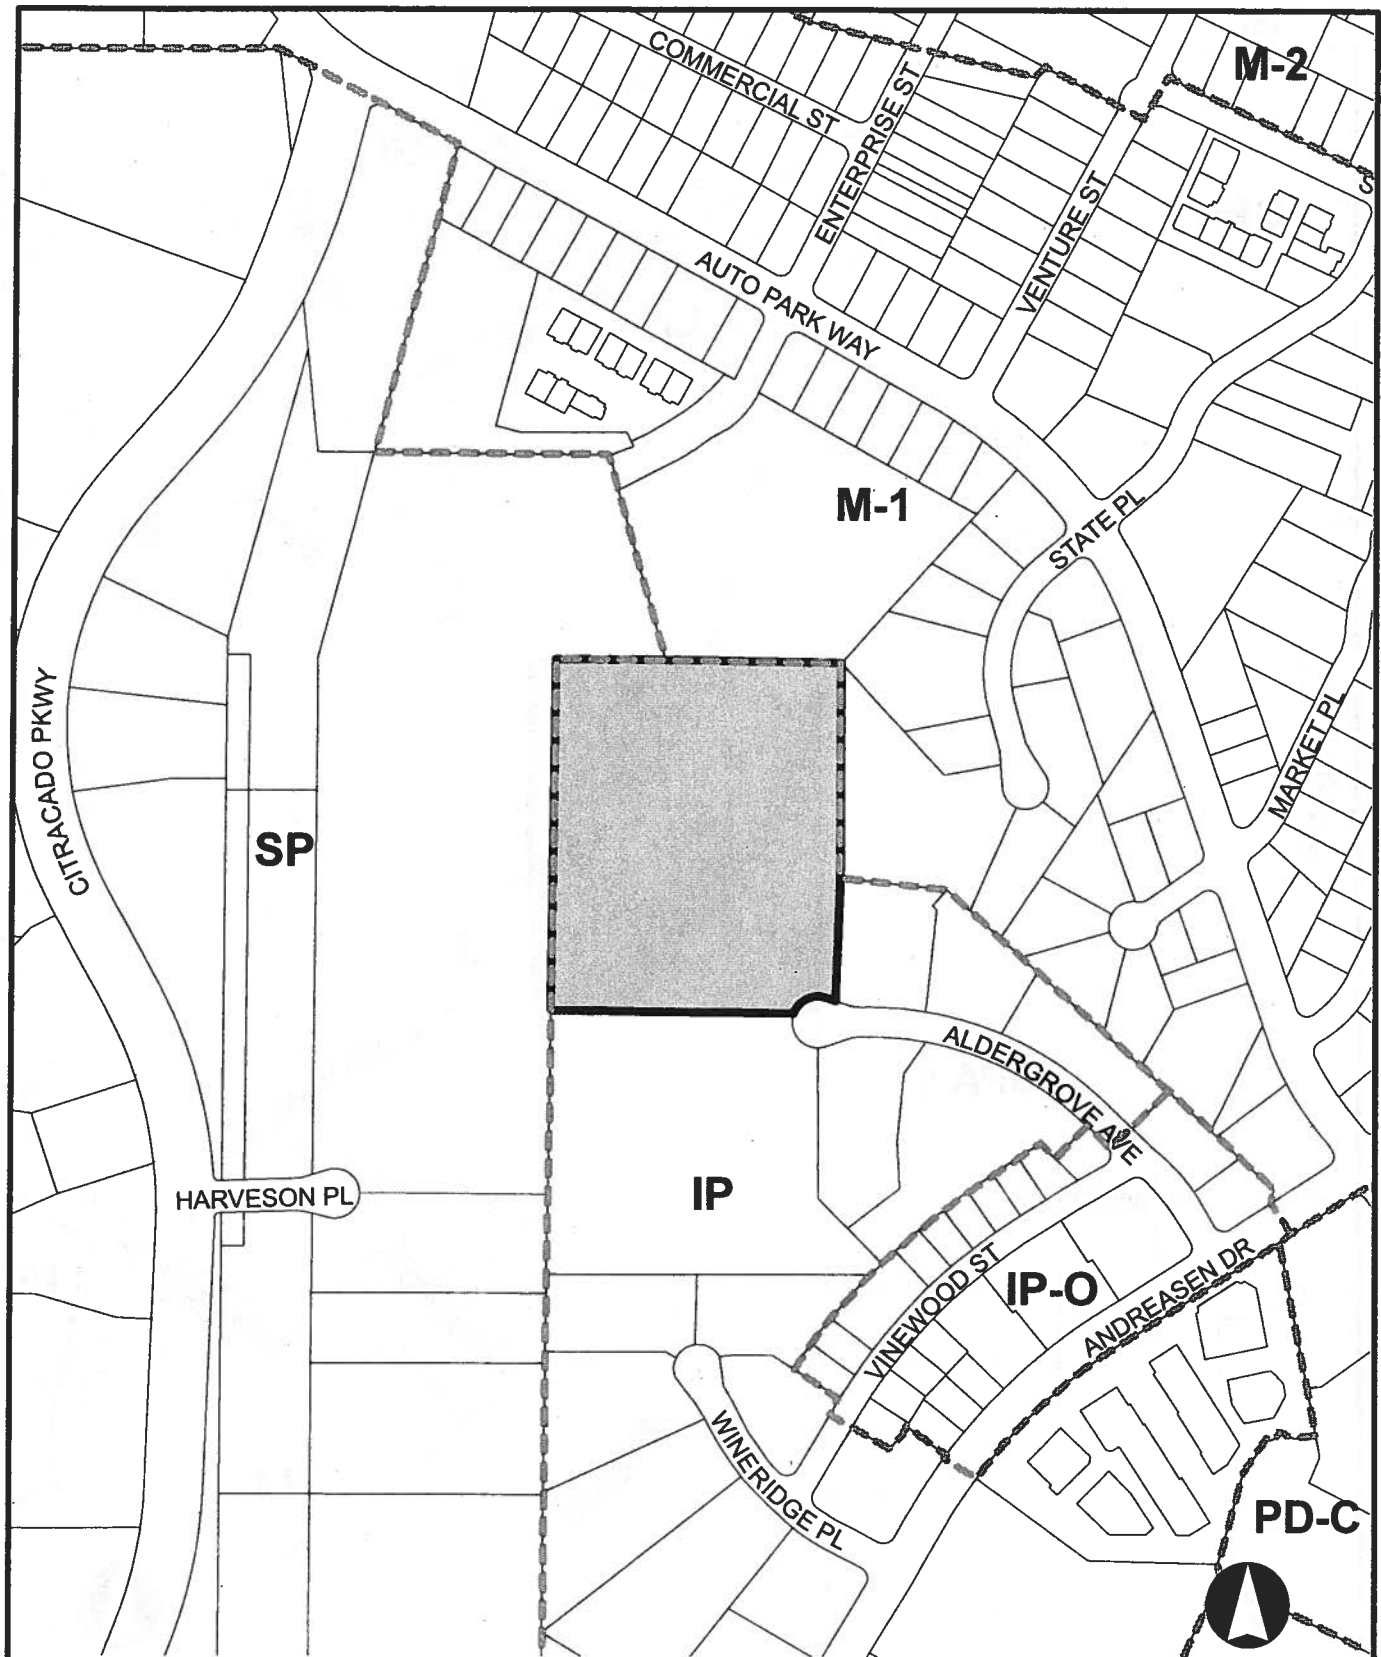 COMMERCIAL ST
M-2
ENTERPRISE ST
S
VENTURE ST
AUTO PARK WAY
M-1
STATE PL
MARKET PL
CITRACADO PKWY
SP
ALDERGROVE AVE
HARVESON PL
IP
VINEWOOD ST
IP-O
ANDREASEN DR
WINERIDGE PL
PD-C